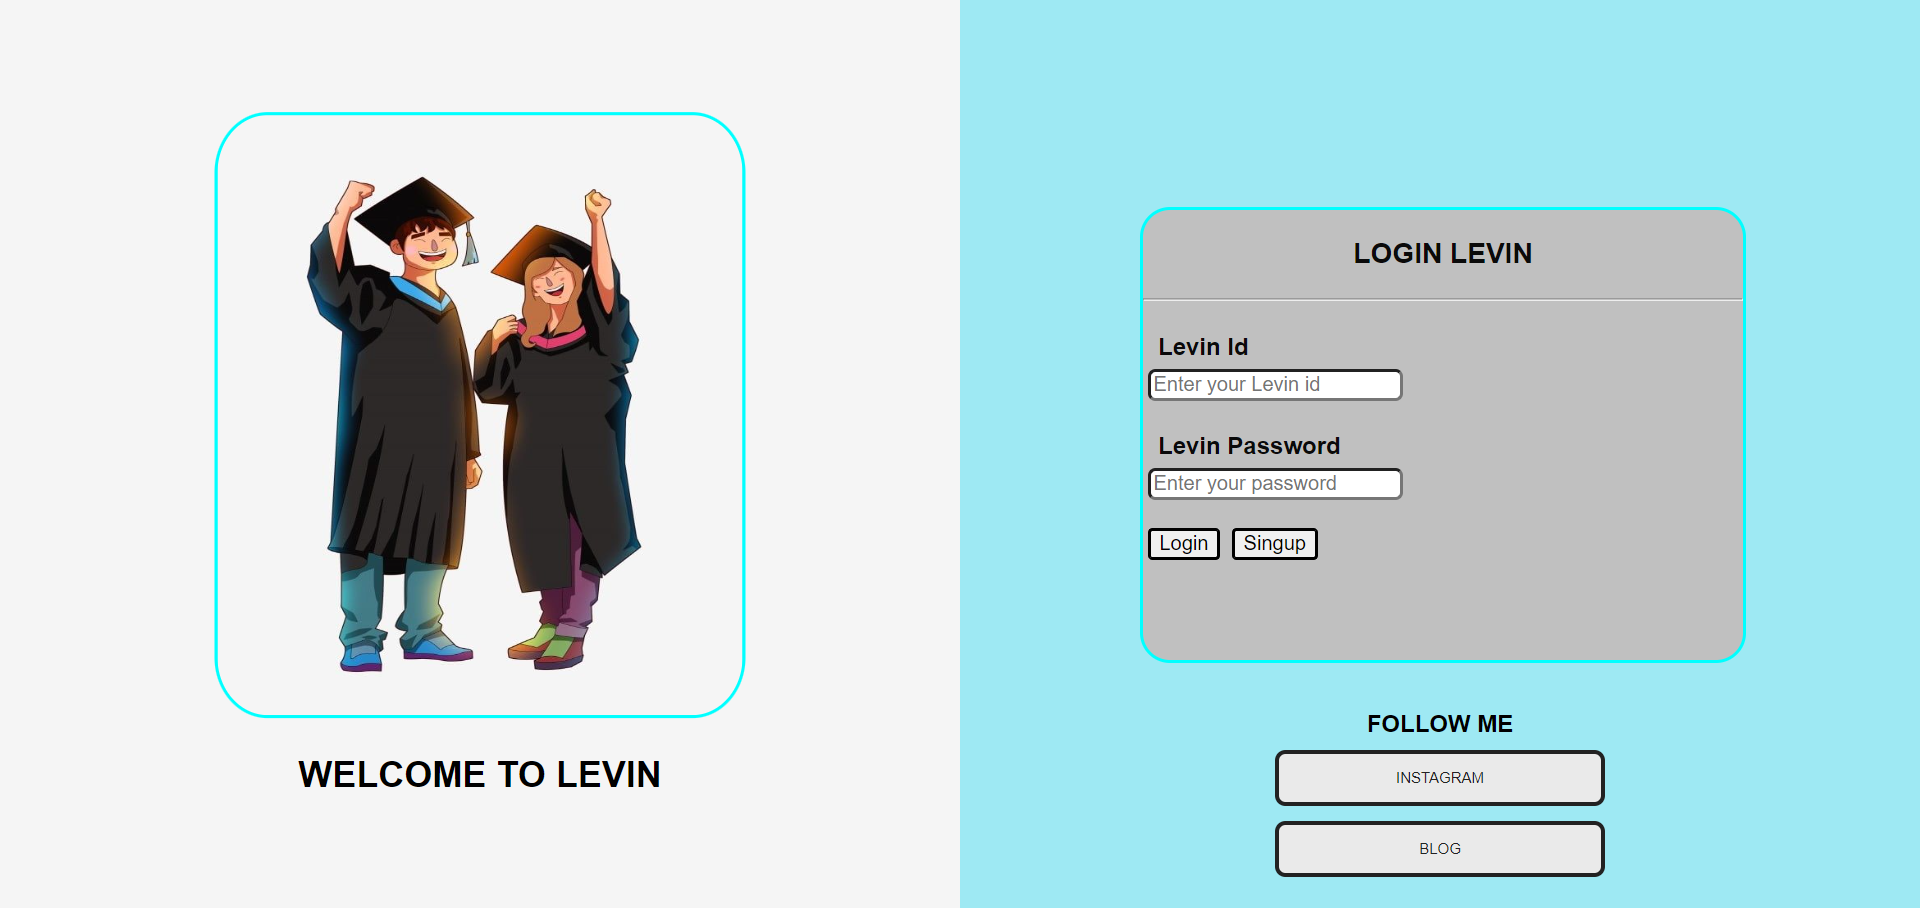 WELCOME TO LEVIN
LOGIN LEVIN
Levin Id
Enter your Levin id
Levin Password
Enter your password
Login Singup
FOLLOW ME
INSTAGRAM
BLOG